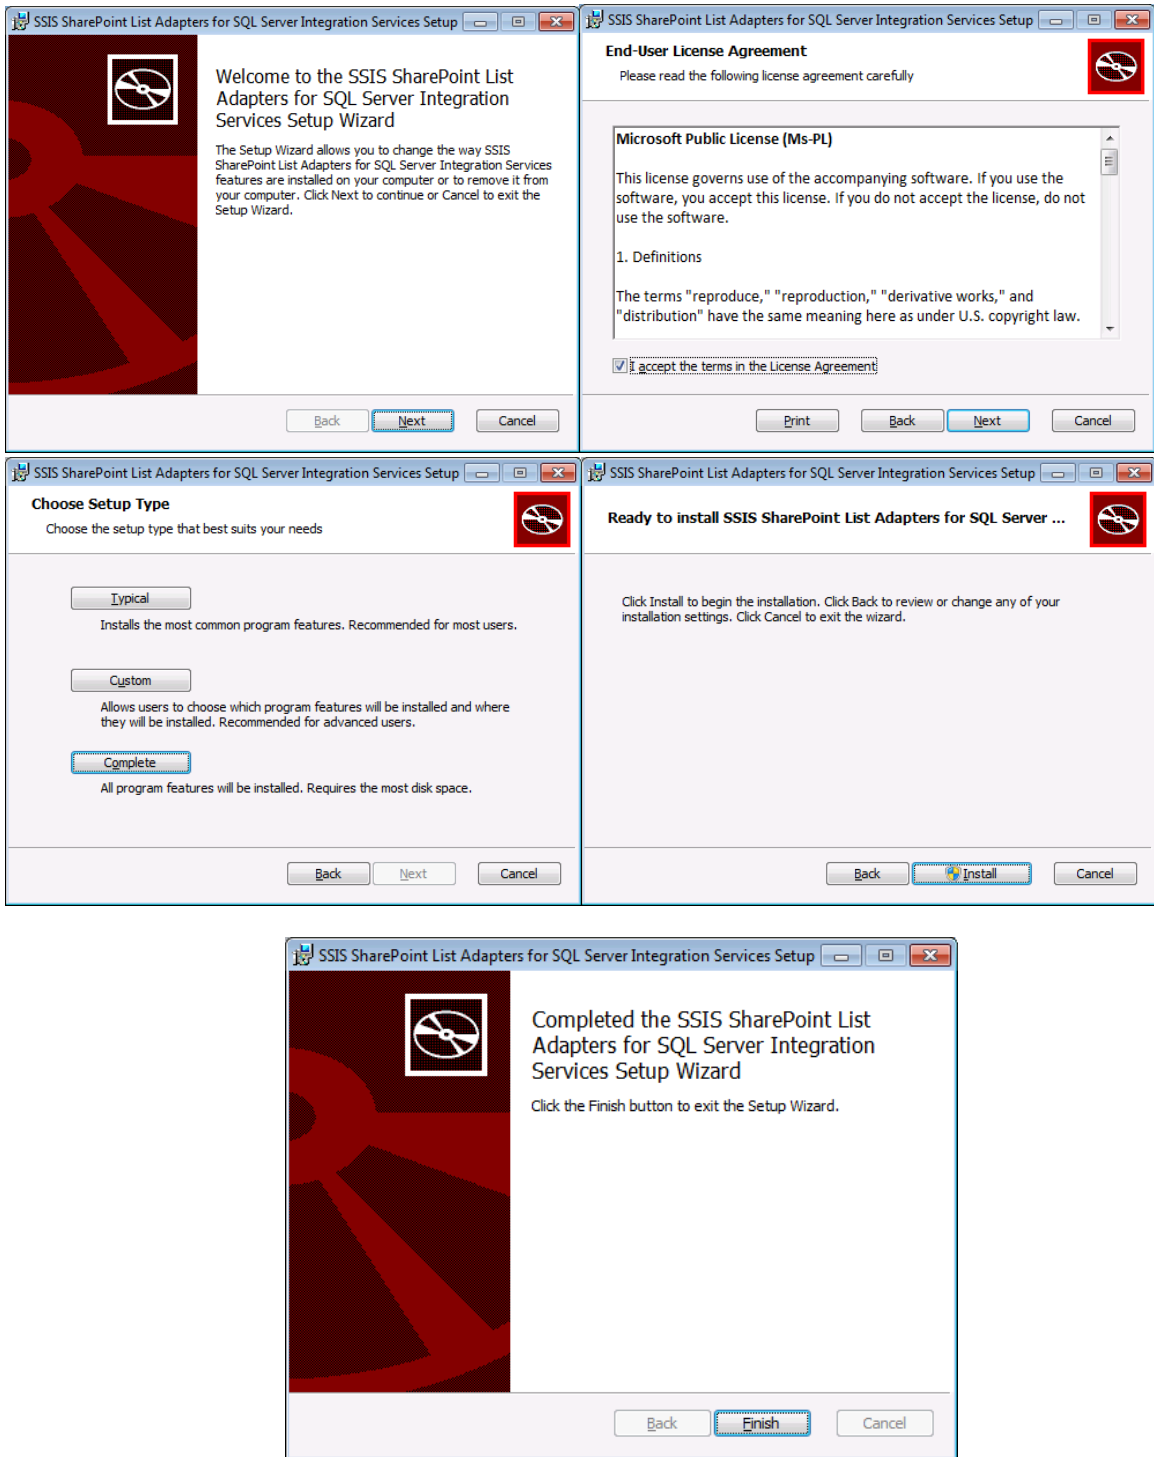 SSIS SharePoint List Adapters for SQL Server Integration Services Setup
Welcome to the SSIS SharePoint List
Adapters for SQL Server Integration
Services Setup Wizard
The Setup Wizard allows you to change the way SSIS
SharePoint List Adapters for SQL Server Integration Services
features are installed on your computer or to remove it from
your computer. Click Next to continue or Cancel to exit the
Setup Wizard.
Back Next Cancel
SSIS SharePoint List Adapters for SQL Server Integration Services Setup
End-User License Agreement
Please read the following license agreement carefully
Microsoft Public License (Ms-PL)
This license governs use of the accompanying software. If you use the
software, you accept this license. If you do not accept the license, do not
use the software.
1. Definitions
The terms "reproduce," "reproduction," "derivative works," and
"distribution" have the same meaning here as under U.S. copyright law.
I accept the terms in the License Agreement
Print Back Next Cancel
SSIS SharePoint List Adapters for SQL Server Integration Services Setup
Choose Setup Type
Choose the setup type that best suits your needs
Typical
Installs the most common program features. Recommended for most users.
Custom
Allows users to choose which program features will be installed and where
they will be installed. Recommended for advanced users.
Complete
All program features will be installed. Requires the most disk space.
Back Next Cancel
SSIS SharePoint List Adapters for SQL Server Integration Services Setup
Ready to install SSIS SharePoint List Adapters for SQL Server ...
Click Install to begin the installation. Click Back to review or change any of your
installation settings. Click Cancel to exit the wizard.
Back Install Cancel
SSIS SharePoint List Adapters for SQL Server Integration Services Setup
Completed the SSIS SharePoint List
Adapters for SQL Server Integration
Services Setup Wizard
Click the Finish button to exit the Setup Wizard.
Back Finish Cancel